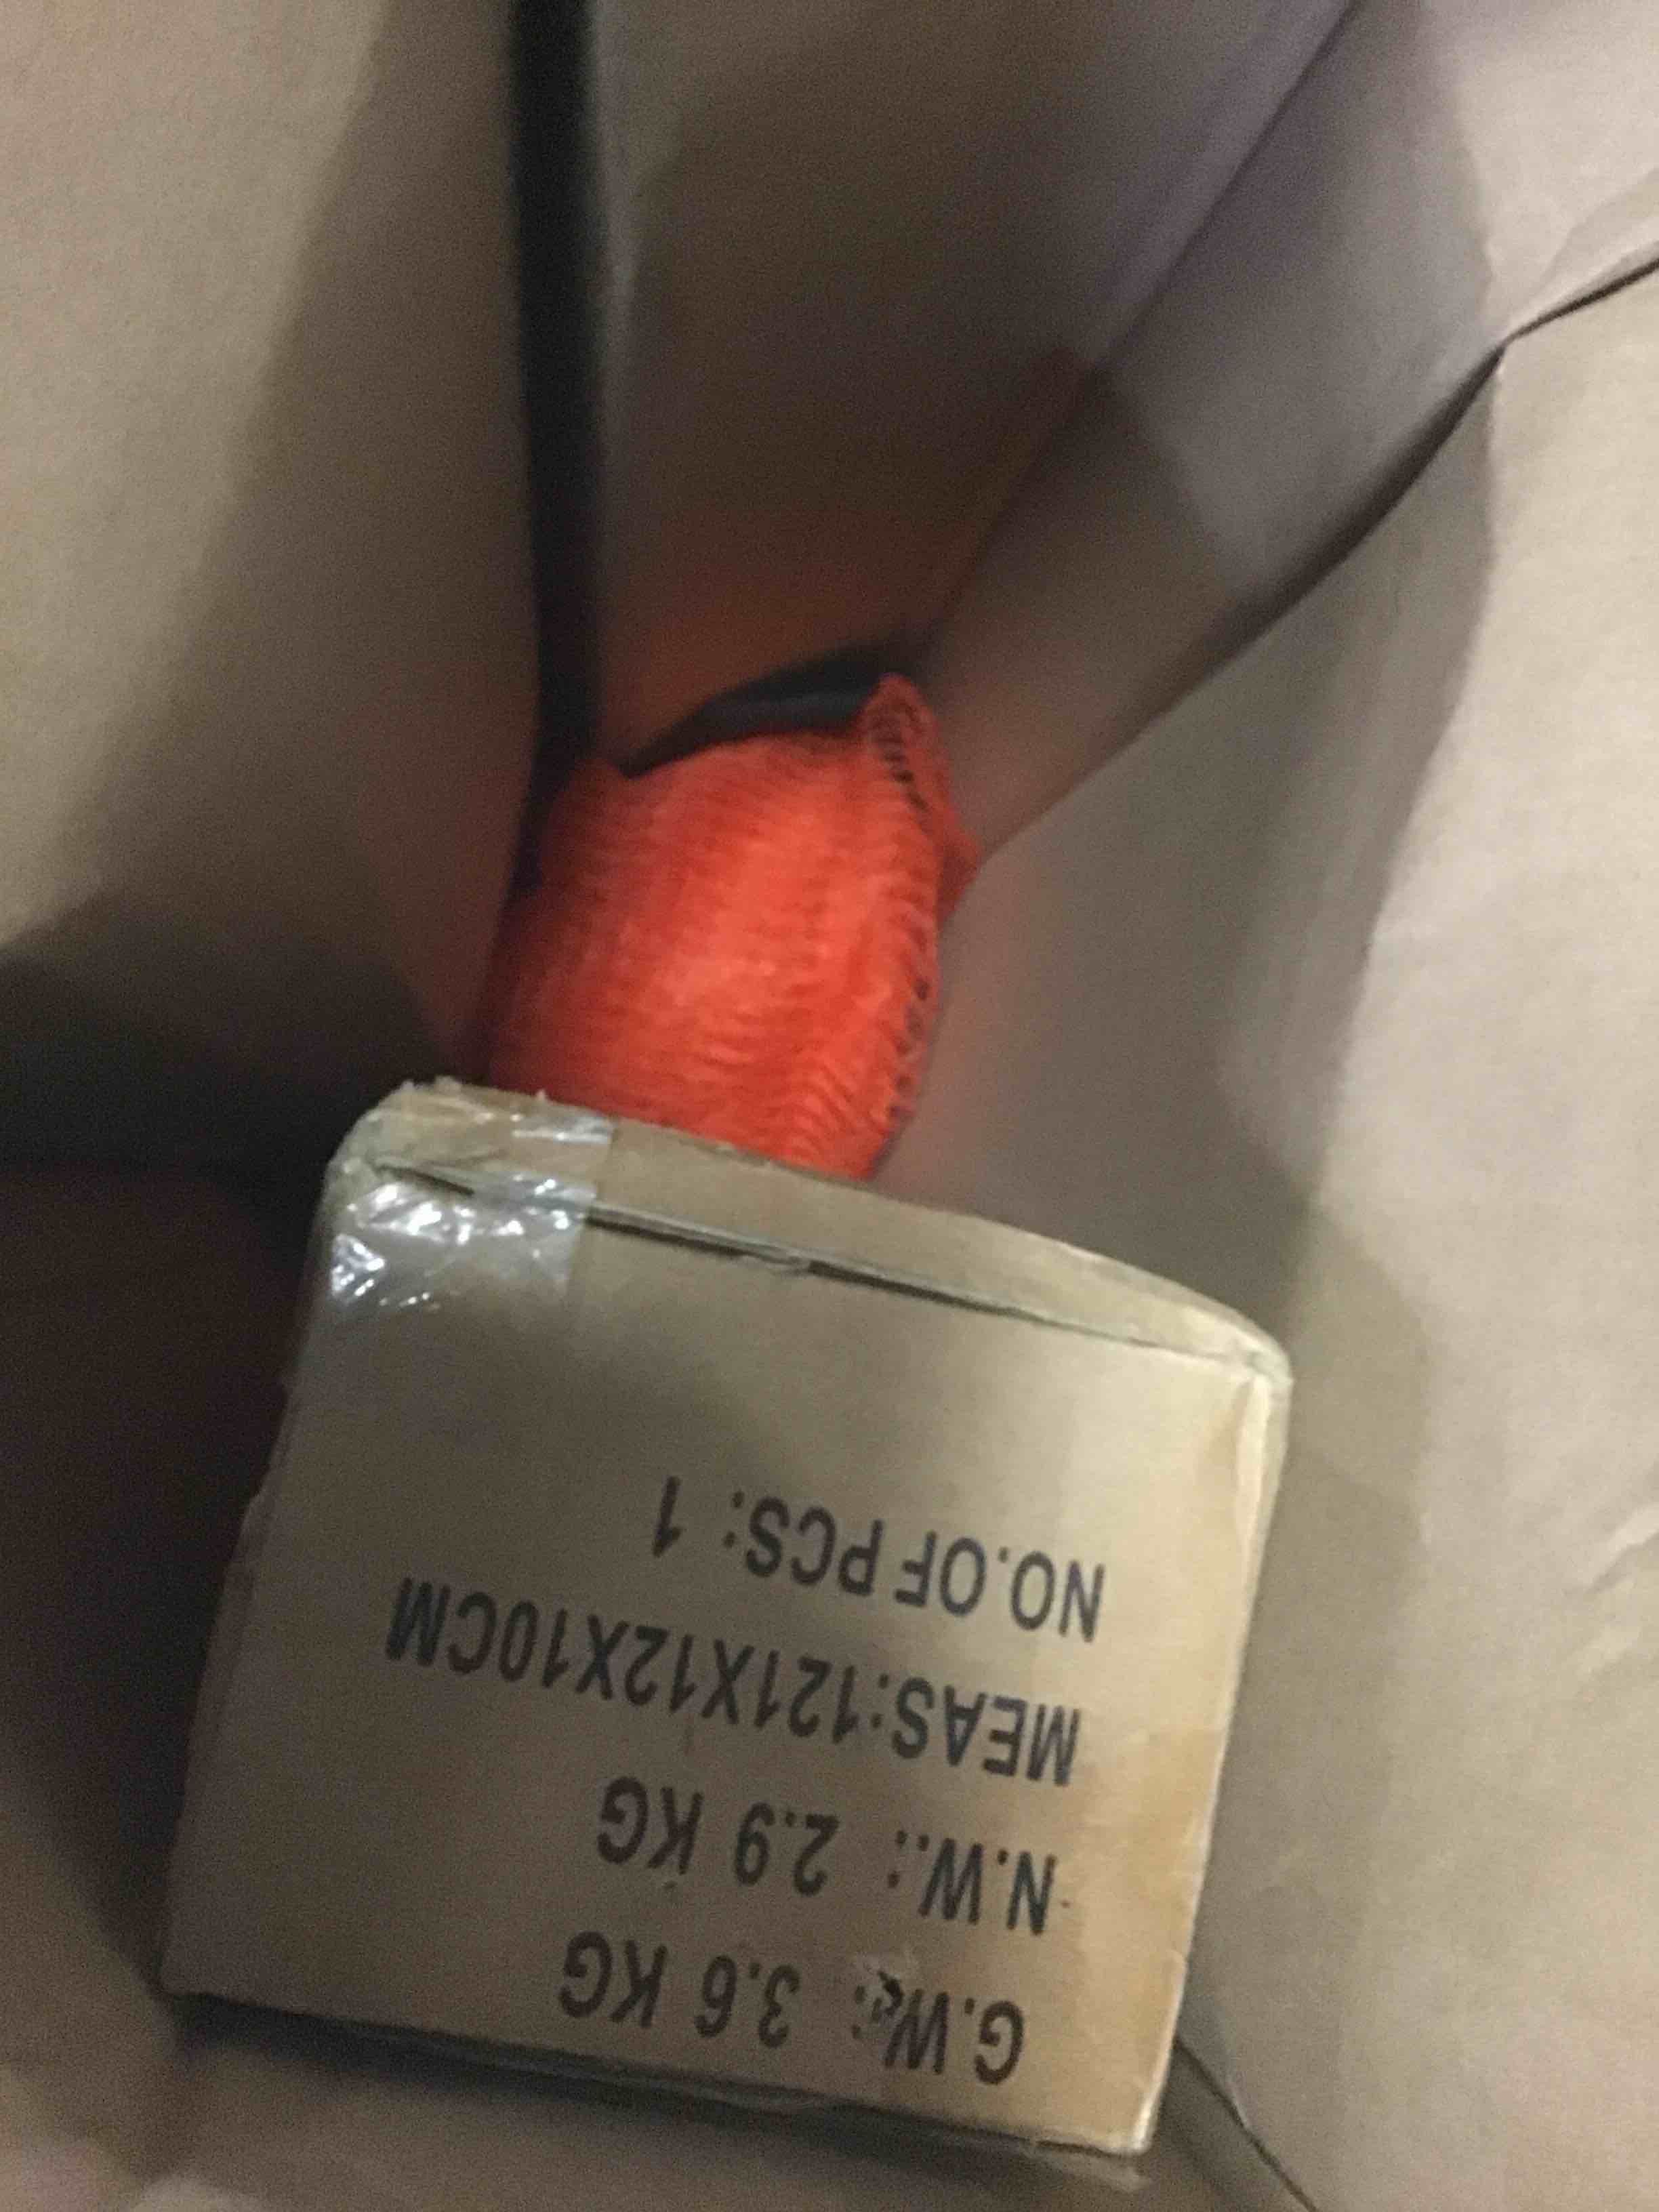 NO.OF PCS: 1
MEAS:121X12X10CM
N.W.: 2.9 KG
G.W.: 3.6 KG